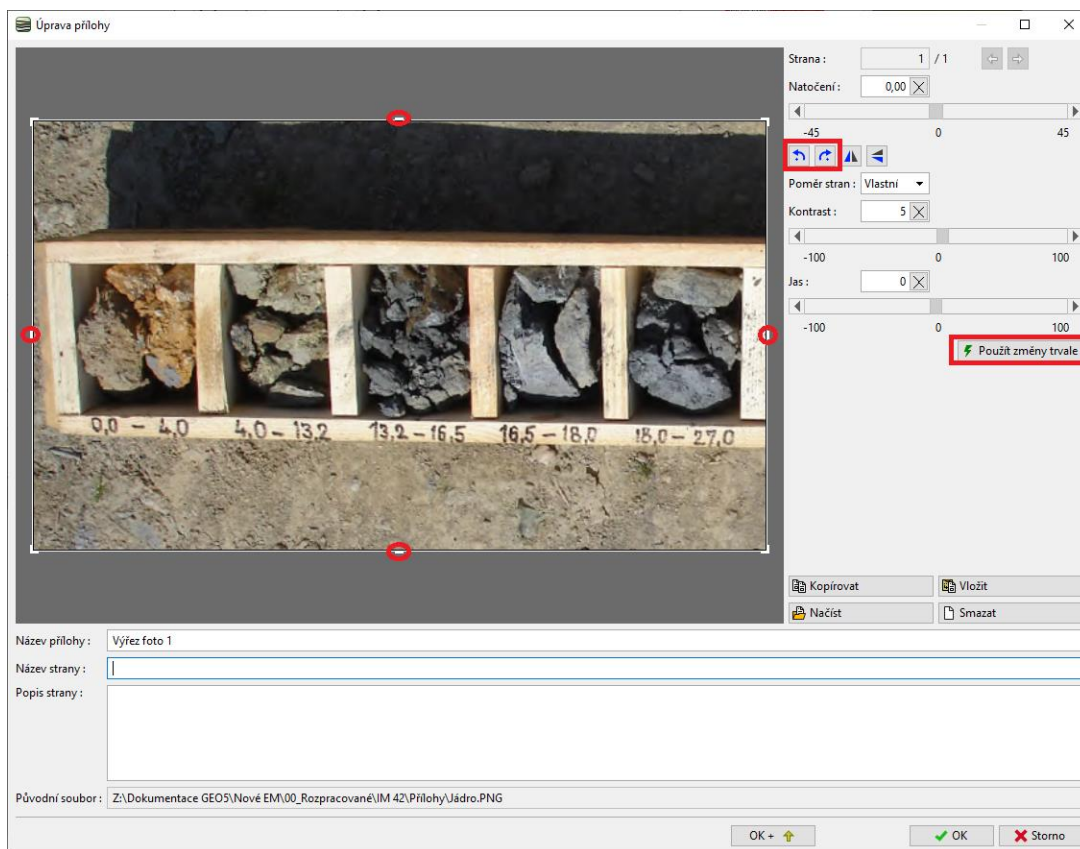 Úprava přílohy
Strana : 1 / 1
Natočení : 0,00
-45 0 45
Poměr stran : Vlastní
Kontrast : 5
-100 0 100
Jas : 0
-100 0 100
Použít změny trvale
0,0 – 4,0 4,0 – 13,2 13,2 – 16,5 16,5 – 18,0 18,0 – 27,0
Kopírovat Vložit
Načíst Smazat
Název přílohy : Výřez foto 1
Název strany :
Popis strany :
Původní soubor : Z:\Dokumentace GEO5\Nové EM\00_Rozpracované\IM 42\Přílohy\Jádro.PNG
OK + OK Storno